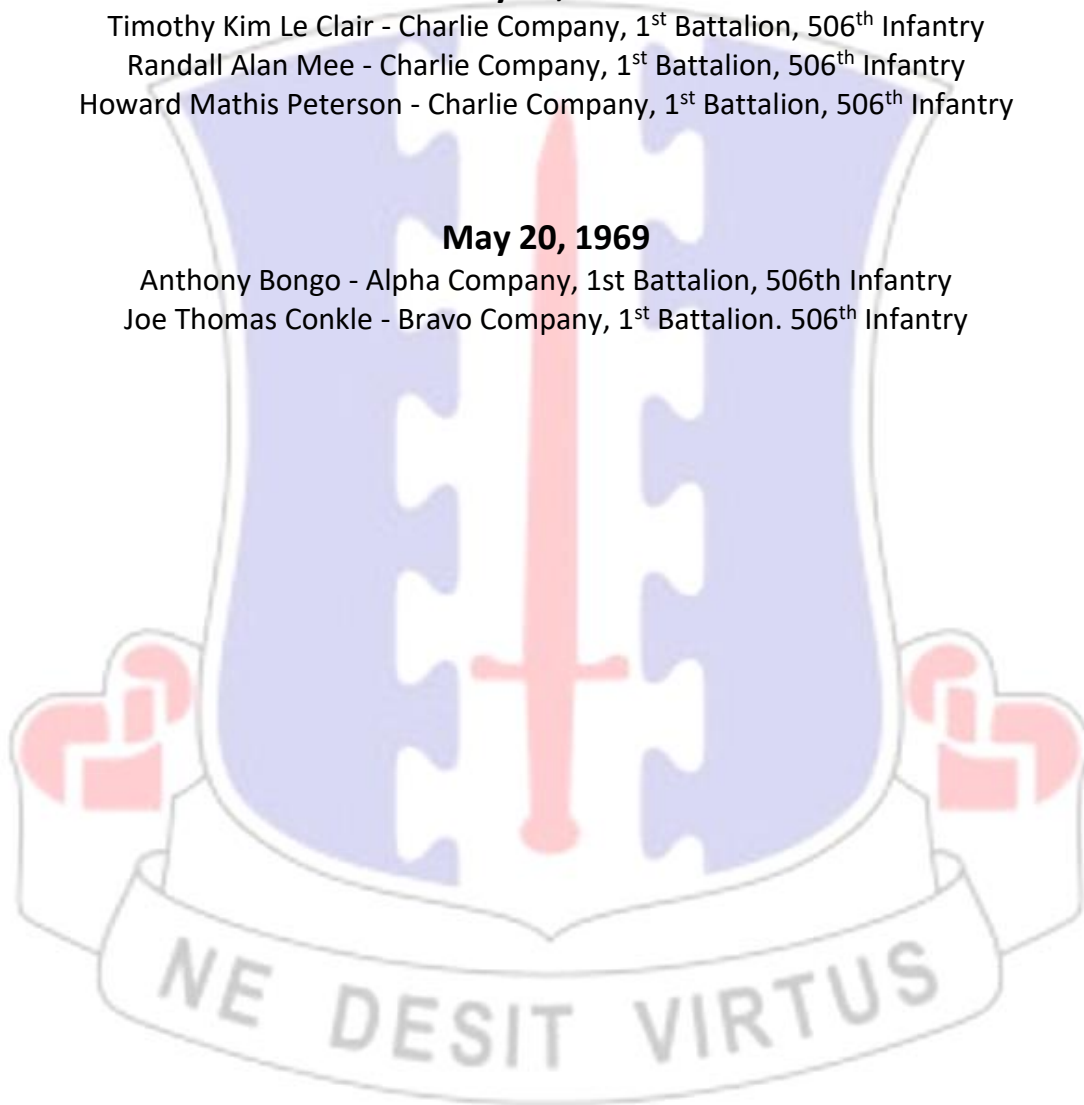 Timothy Kim Le Clair - Charlie Company, 1st Battalion, 506th Infantry
Randall Alan Mee - Charlie Company, 1st Battalion, 506th Infantry
Howard Mathis Peterson - Charlie Company, 1st Battalion, 506th Infantry
May 20, 1969
Anthony Bongo - Alpha Company, 1st Battalion, 506th Infantry
Joe Thomas Conkle - Bravo Company, 1st Battalion. 506th Infantry
NE DESIT VIRTUS